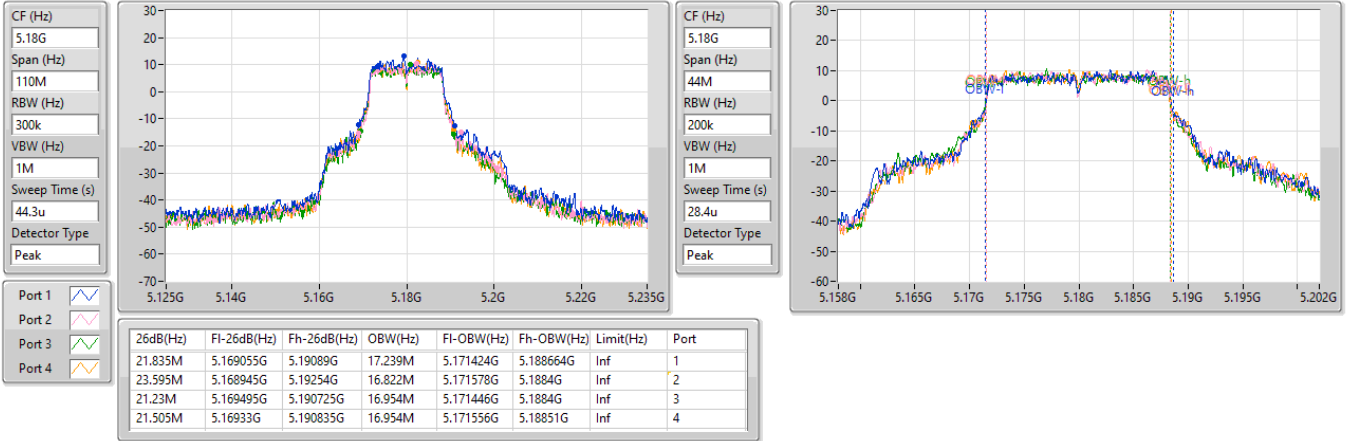 CF (Hz)
5.18G
Span (Hz)
110M
RBW (Hz)
300k
VBW (Hz)
1M
Sweep Time (s)
44.3u
Detector Type
Peak
30
20
10
0
-10
-20
-30
-40
-50
-60
-70
5.125G 5.14G 5.16G 5.18G 5.2G 5.22G 5.235G
CF (Hz)
5.18G
Span (Hz)
44M
RBW (Hz)
200k
VBW (Hz)
1M
Sweep Time (s)
28.4u
Detector Type
Peak
30
20
10
0
-10
-20
-30
-40
-50
-60
OBW-l
OBW-h
5.158G 5.165G 5.17G 5.175G 5.18G 5.185G 5.19G 5.195G 5.202G
Port 1
Port 2
Port 3
Port 4
26dB(Hz) Fl-26dB(Hz) Fh-26dB(Hz) OBW(Hz) Fl-OBW(Hz) Fh-OBW(Hz) Limit(Hz) Port
21.835M 5.169055G 5.19089G 17.239M 5.171424G 5.188664G Inf 1
23.595M 5.168945G 5.19254G 16.822M 5.171578G 5.1884G Inf 2
21.23M 5.169495G 5.190725G 16.954M 5.171446G 5.1884G Inf 3
21.505M 5.16933G 5.190835G 16.954M 5.171556G 5.18851G Inf 4